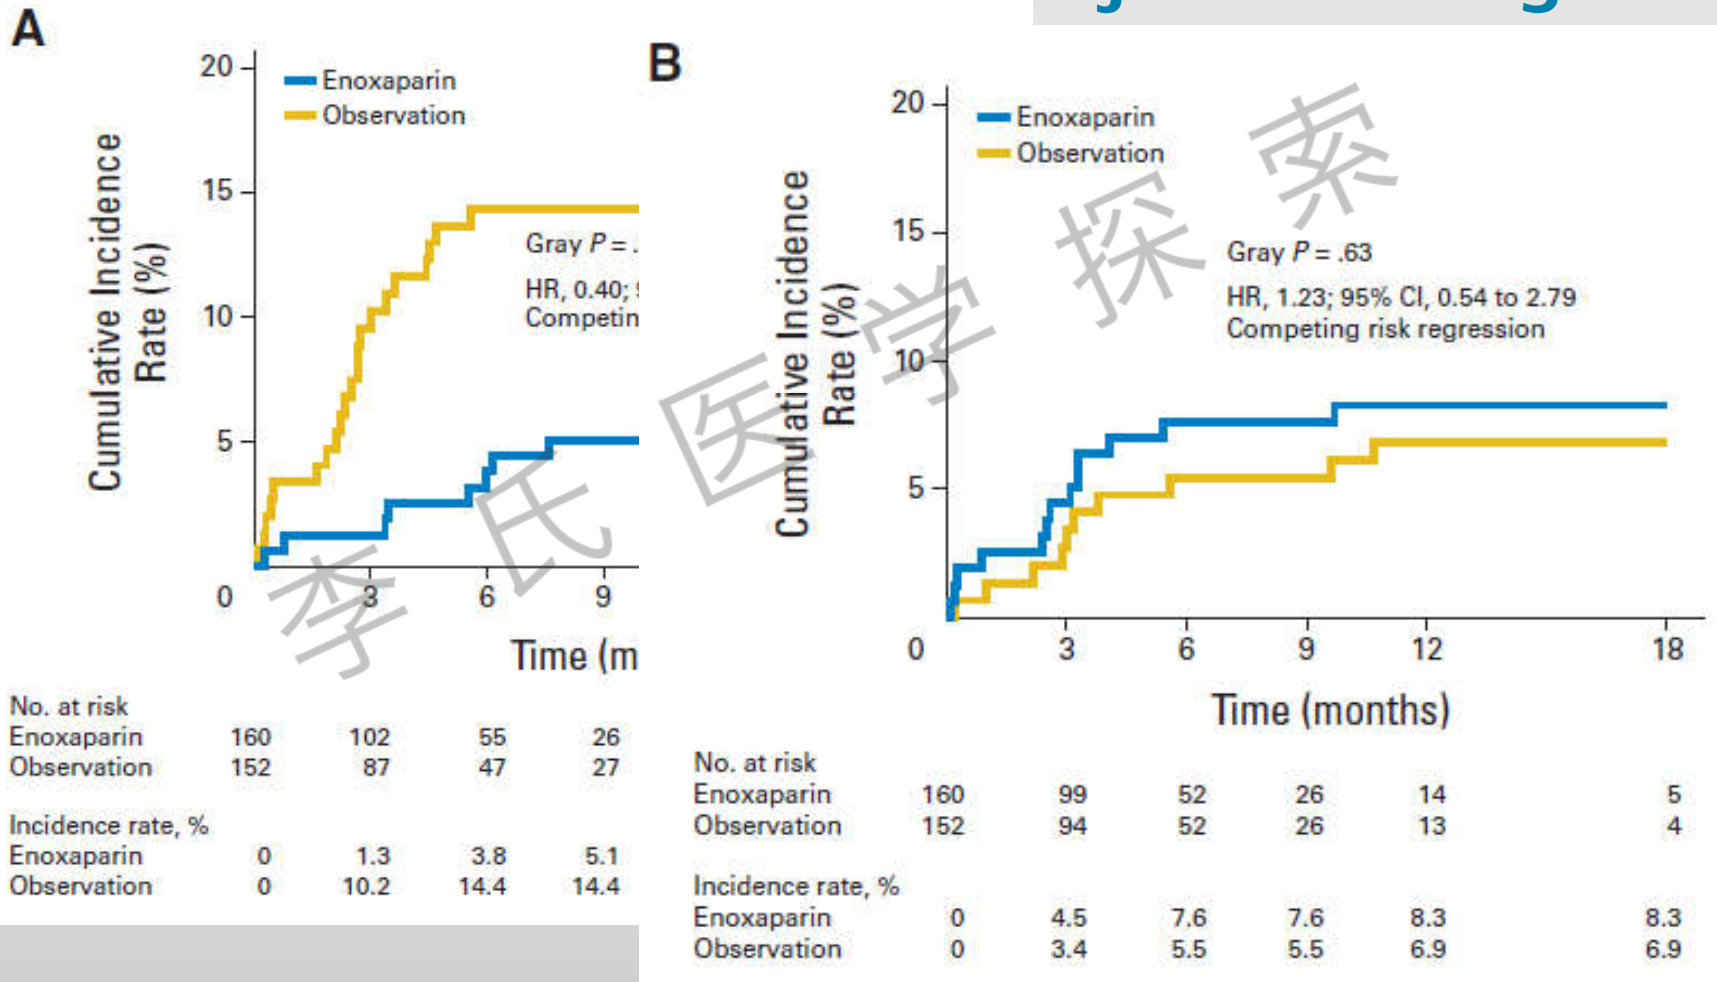 A
20
15
10
5
0
Cumulative Incidence
Rate (%)
Enoxaparin
Observation
Gray P = .
HR, 0.40;
Competin
3 6 9
Time (m
No. at risk
Enoxaparin 160 102 55 26
Observation 152 87 47 27
Incidence rate, %
Enoxaparin 0 1.3 3.8 5.1
Observation 0 10.2 14.4 14.4
B
20
15
10
5
0
Cumulative Incidence
Rate (%)
Enoxaparin
Observation
Gray P = .63
HR, 1.23; 95% CI, 0.54 to 2.79
Competing risk regression
3 6 9 12 18
Time (months)
No. at risk
Enoxaparin 160 99 52 26 14 5
Observation 152 94 52 26 13 4
Incidence rate, %
Enoxaparin 0 4.5 7.6 7.6 8.3 8.3
Observation 0 3.4 5.5 5.5 6.9 6.9
李氏医学探索